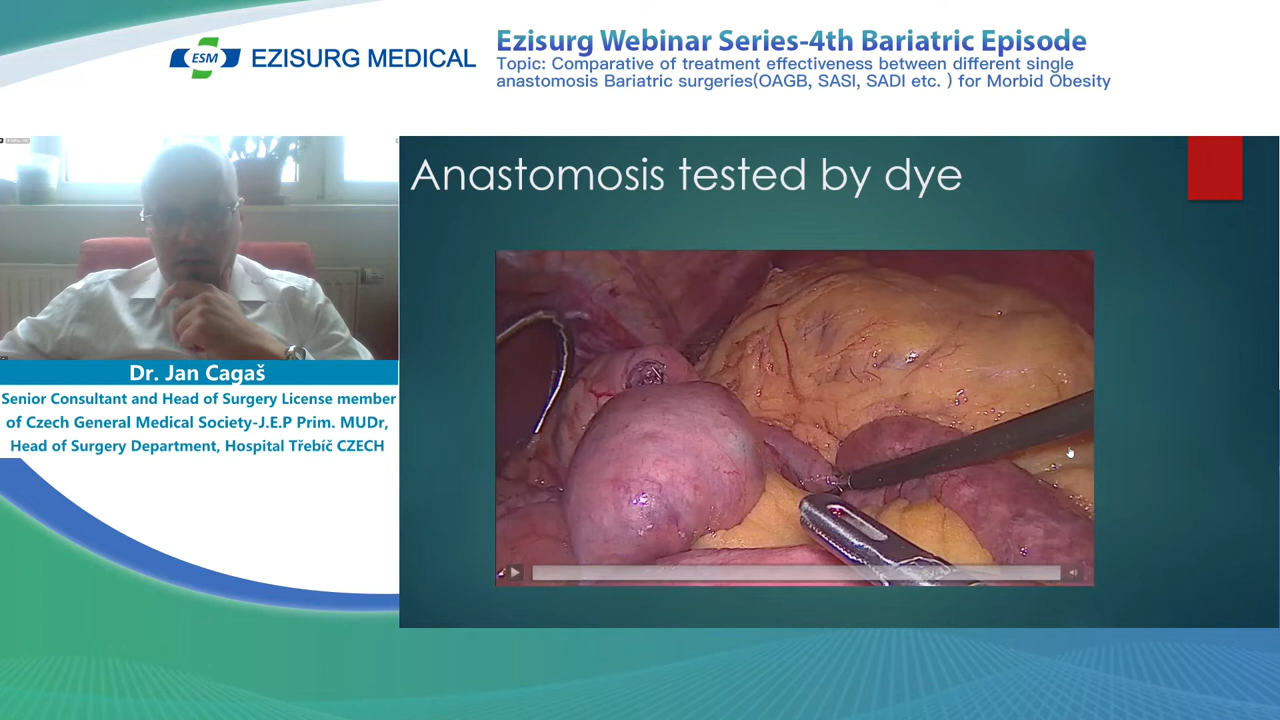 ESM
EZISURG MEDICAL
Ezisurg Webinar Series-4th Bariatric Episode
Topic: Comparative of treatment effectiveness between different single
anastomosis Bariatric surgeries(OAGB, SASI, SADI etc. ) for Morbid Obesity
Anastomosis tested by dye
Dr. Jan Cagaš
Senior Consultant and Head of Surgery License member
of Czech General Medical Society-J.E.P Prim. MUDr,
Head of Surgery Department, Hospital Třebíč CZECH